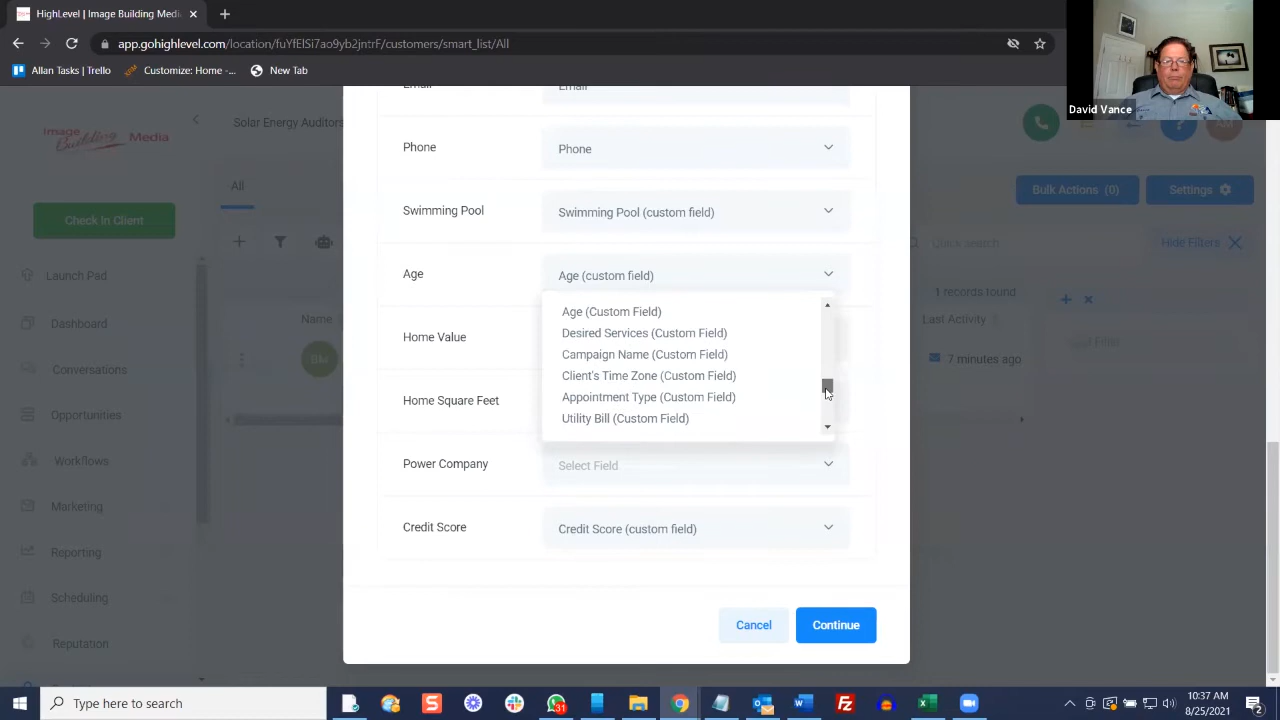 HighLevel | Image Building Medi
app.gohighlevel.com/location/fuYfElSi7ao9yb2jntrF/customers/smart_list/All
Allan Tasks | Trello
Customize: Home -...
New Tab
David Vance
Image
Building
Media
Solar Energy Auditors
All
Bulk Actions (0)
Settings
Check In Client
Quick search
Hide Filters
Launch Pad
Dashboard
Conversations
Opportunities
Workflows
Marketing
Reporting
Scheduling
Reputation
Name
1 records found
Last Activity
7 minutes ago
Filter
Email
Email
Phone
Phone
Swimming Pool
Swimming Pool (custom field)
Age
Age (custom field)
Age (Custom Field)
Desired Services (Custom Field)
Campaign Name (Custom Field)
Client's Time Zone (Custom Field)
Appointment Type (Custom Field)
Utility Bill (Custom Field)
Home Value
Home Square Feet
Power Company
Select Field
Credit Score
Credit Score (custom field)
Cancel
Continue
Type here to search
31
10:37 AM
8/25/2021
2